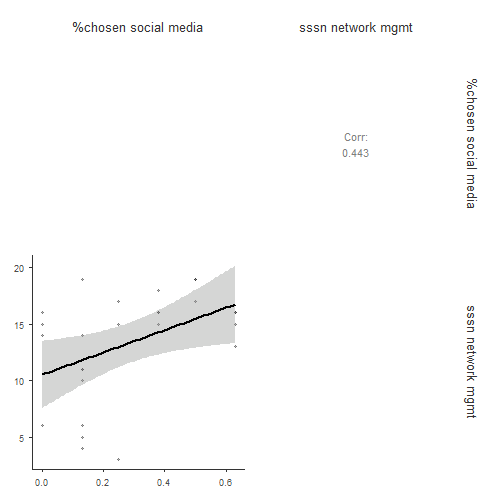 %chosen social media
sssn network mgmt
%chosen social media
Corr:
0.443
sssn network mgmt
20
15
10
5
0.0
0.2
0.4
0.6